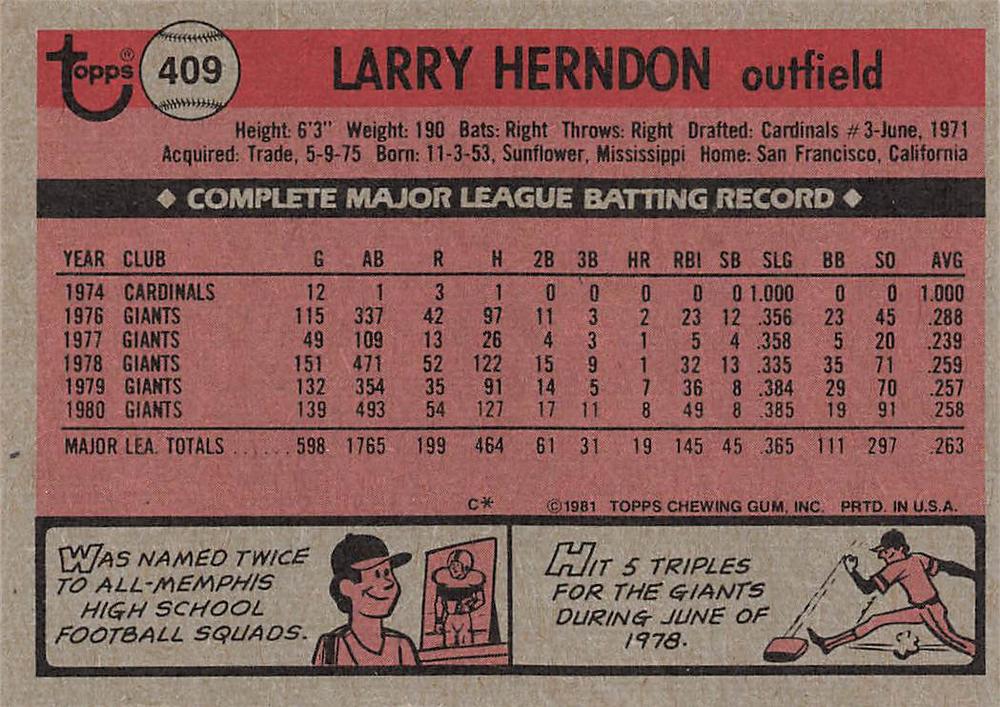 Topps® 409 LARRY HERNDON outfield
Height: 6'3" Weight: 190 Bats: Right Throws: Right Drafted: Cardinals #3-June, 1971
Acquired: Trade, 5-9-75 Born: 11-3-53, Sunflower, Mississippi Home: San Francisco, California
◆ COMPLETE MAJOR LEAGUE BATTING RECORD ◆
YEAR CLUB G AB R H 2B 3B HR RBI SB SLG BB SO AVG
1974 CARDINALS 12 1 3 1 0 0 0 0 0 1.000 0 0 1.000
1976 GIANTS 115 337 42 97 11 3 2 23 12 .356 23 45 .288
1977 GIANTS 49 109 13 26 4 3 1 5 4 .358 5 20 .239
1978 GIANTS 151 471 52 122 15 9 1 32 13 .335 35 71 .259
1979 GIANTS 132 354 35 91 14 5 7 36 8 .384 29 70 .257
1980 GIANTS 139 493 54 127 17 11 8 49 8 .385 19 91 .258
MAJOR LEA. TOTALS ...... 598 1765 199 464 61 31 19 145 45 .365 111 297 .263
C* ©1981 TOPPS CHEWING GUM, INC. PRTD. IN U.S.A.
WAS NAMED TWICE
TO ALL-MEMPHIS
HIGH SCHOOL
FOOTBALL SQUADS.
HIT 5 TRIPLES
FOR THE GIANTS
DURING JUNE OF
1978.